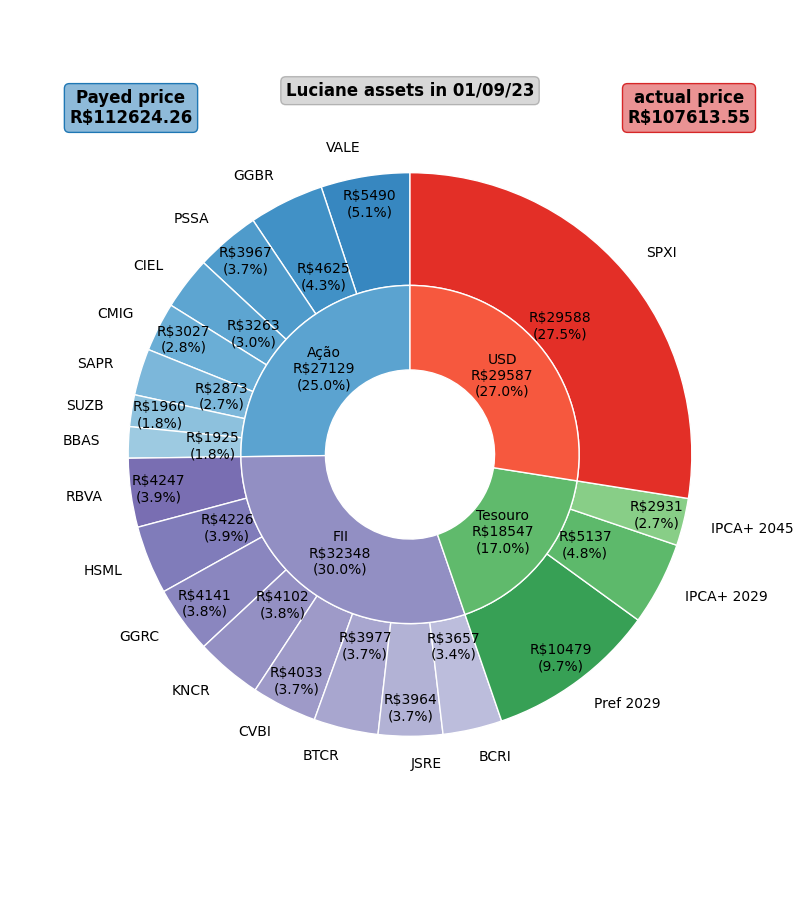 Luciane assets in 01/09/23
Payed price
R$112624.26
actual price
R$107613.55
VALE
R$5490
(5.1%)
GGBR
R$4625
(4.3%)
PSSA
R$3967
(3.7%)
CIEL
R$3263
(3.0%)
CMIG
R$3027
(2.8%)
SAPR
R$2873
(2.7%)
SUZB
R$1960
(1.8%)
BBAS
R$1925
(1.8%)
RBVA
R$4247
(3.9%)
HSML
R$4226
(3.9%)
GGRC
R$4141
(3.8%)
KNCR
R$4102
(3.8%)
CVBI
R$4033
(3.7%)
BTCR
R$3977
(3.7%)
JSRE
R$3964
(3.7%)
BCRI
R$3657
(3.4%)
Pref 2029
R$10479
(9.7%)
IPCA+ 2029
R$5137
(4.8%)
IPCA+ 2045
R$2931
(2.7%)
SPXI
R$29588
(27.5%)
Ação
R$27129
(25.0%)
USD
R$29587
(27.0%)
FII
R$32348
(30.0%)
Tesouro
R$18547
(17.0%)